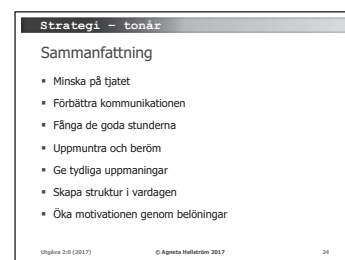 Strategi – tonår
Sammanfattning
▪ Minska på tjatet
▪ Förbättra kommunikationen
▪ Fånga de goda stunderna
▪ Uppmuntra och beröm
▪ Ge tydliga uppmaningar
▪ Skapa struktur i vardagen
▪ Öka motivationen genom belöningar
Utgåva 2:0 (2017) © Agneta Hellström 2017 24